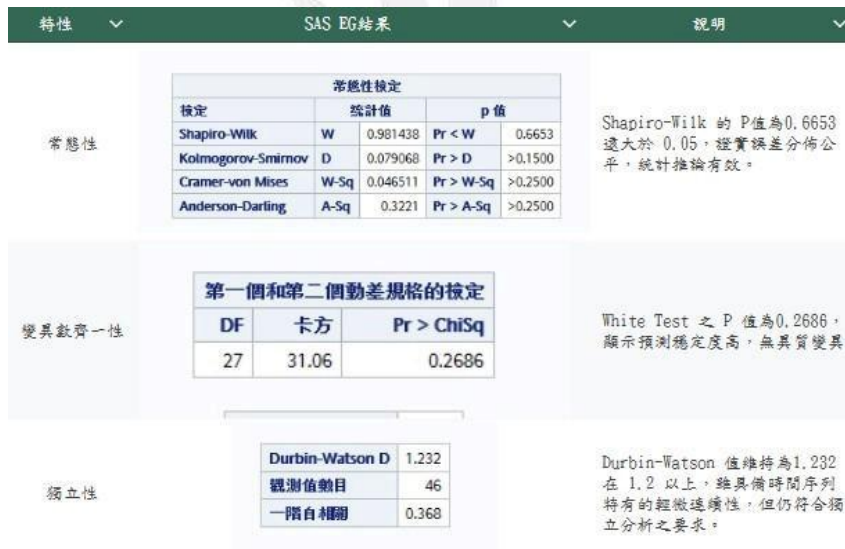 特性 SAS EG結果 說明
常態性
常態性檢定
檢定 統計值 p 值
Shapiro-Wilk W 0.981438 Pr < W 0.6653
Kolmogorov-Smirnov D 0.079068 Pr > D >0.1500
Cramer-von Mises W-Sq 0.046511 Pr > W-Sq >0.2500
Anderson-Darling A-Sq 0.3221 Pr > A-Sq >0.2500
Shapiro-Wilk 的 P值為0.6653
遠大於 0.05，證實誤差分佈公
平，統計推論有效。
變異數齊一性
第一個和第二個動差規格的檢定
DF 卡方 Pr > ChiSq
27 31.06 0.2686
White Test 之 P 值為0.2686，
顯示預測穩定度高，無異質變異
獨立性
Durbin-Watson D 1.232
觀測值數目 46
一階自相關 0.368
Durbin-Watson 值維持為1.232
在 1.2 以上，雖具備時間序列
特有的輕微連續性，但仍符合獨
立分析之要求。